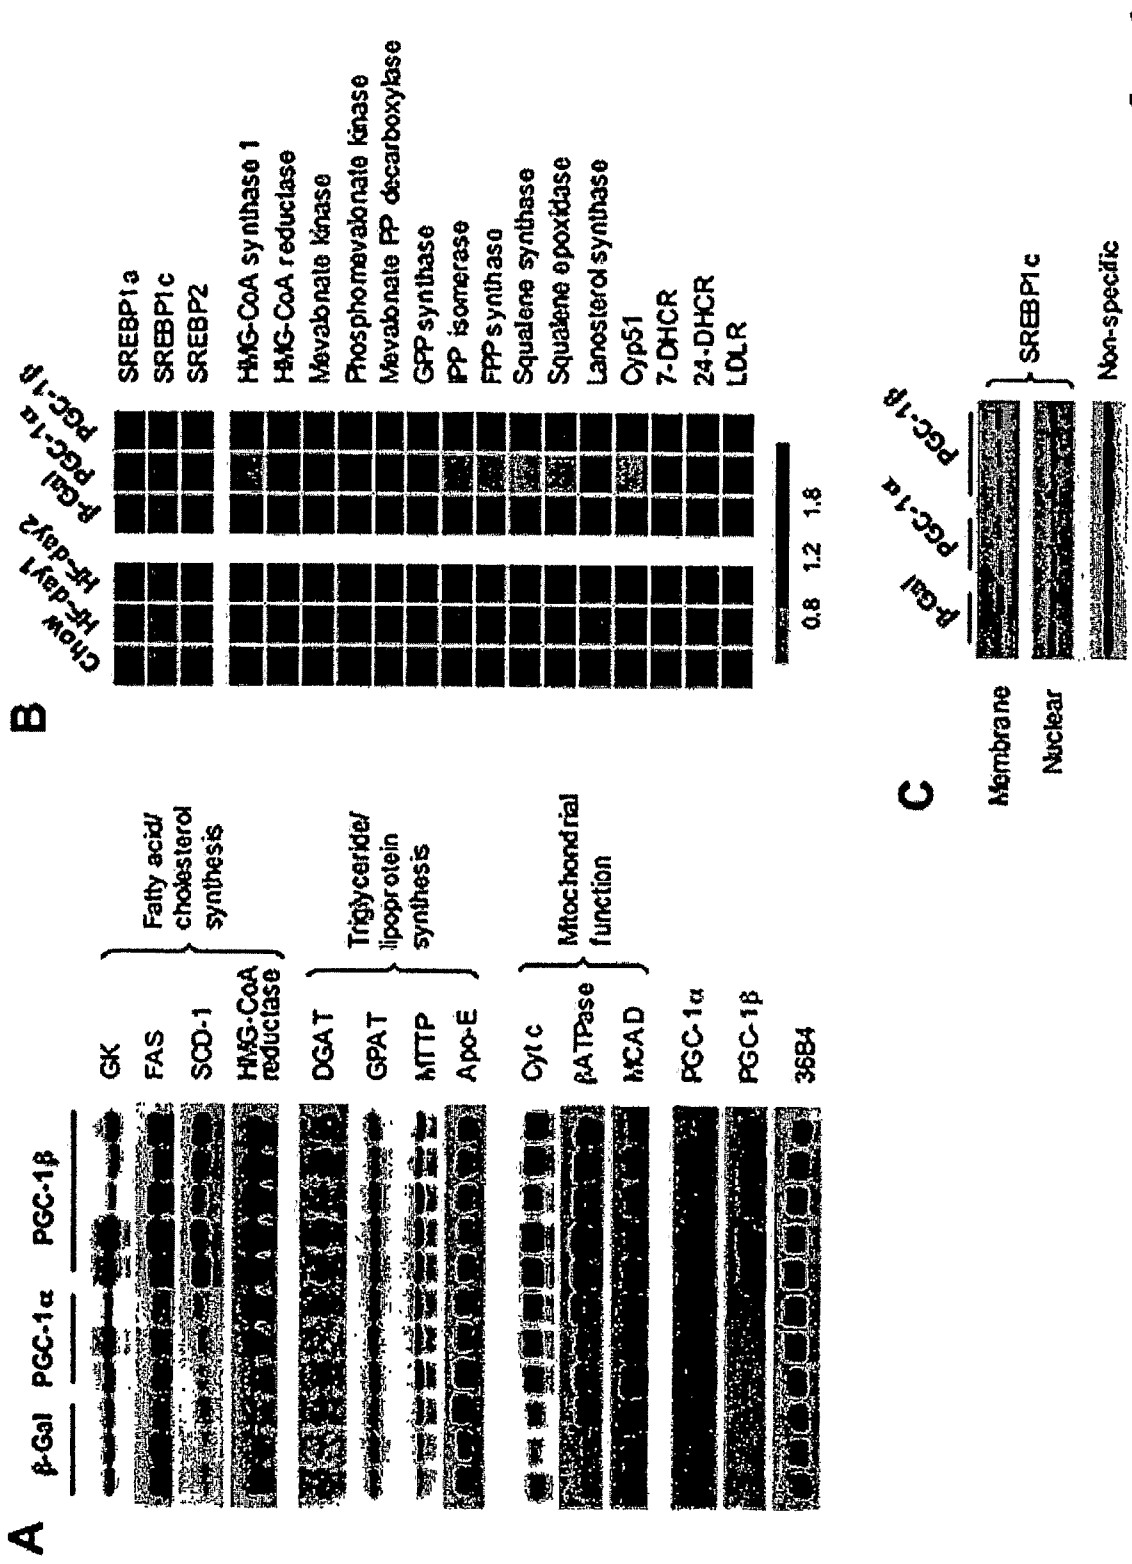 A
β-Gal PGC-1α PGC-1β
GK
FAS
SCD-1
HMG-CoA
reductase
Fatty acid/
cholesterol
synthesis
DGAT
GPAT
MTTP
Apo-E
Triglyceride/
lipoprotein
synthesis
Cyt c
βATPase
MCAD
Mitochondrial
function
PGC-1α
PGC-1β
36B4
B
Chow
HF-day1
HF-day2
β-Gal
PGC-1α
PGC-1β
SREBP1a
SREBP1c
SREBP2
HMG-CoA synthase 1
HMG-CoA reductase
Mevalonate kinase
Phosphomevalonate kinase
Mevalonate PP decarboxylase
GPP synthase
IPP isomerase
FPP synthase
Squalene synthase
Squalene epoxidase
Lanosterol synthase
Cyp51
7-DHCR
24-DHCR
LDLR
0.8 1.2 1.8
C
β-Gal PGC-1α PGC-1β
Membrane
Nuclear
SREBP1c
Non-specific